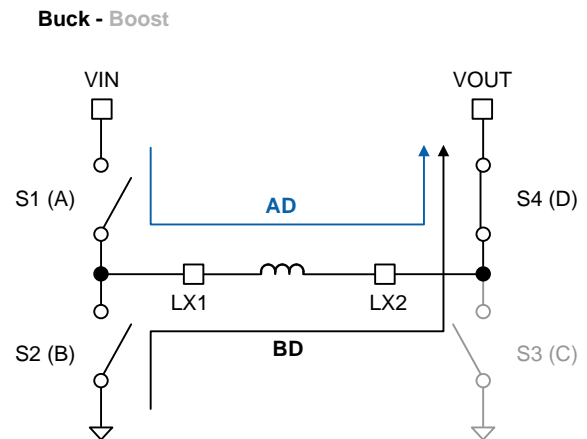 Buck - Boost
VIN
VOUT
S1 (A)
AD
S4 (D)
LX1
LX2
S2 (B)
BD
S3 (C)